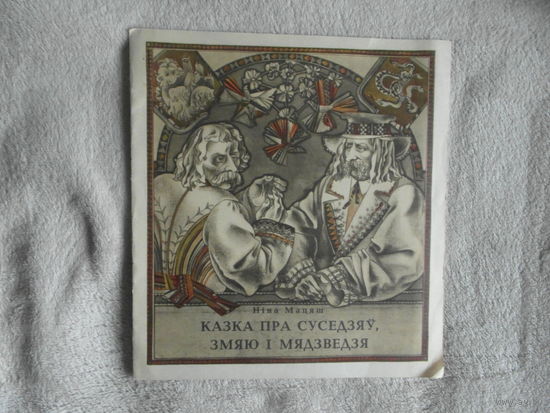 Ніна Мацяш
КАЗКА ПРА СУСЕДЗЯЎ,
ЗМЯЮ І МЯДЗВЕДЗЯ